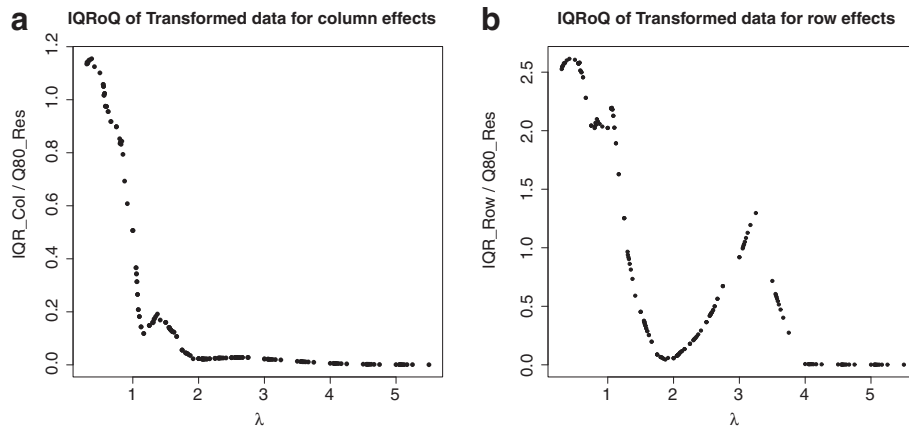 a
IQRoQ of Transformed data for column effects
IQR_Col / Q80_Res
1.2
1.0
0.8
0.6
0.4
0.2
0.0
1 2 3 4 5
λ
b
IQRoQ of Transformed data for row effects
IQR_Row / Q80_Res
2.5
2.0
1.5
1.0
0.5
0.0
1 2 3 4 5
λ